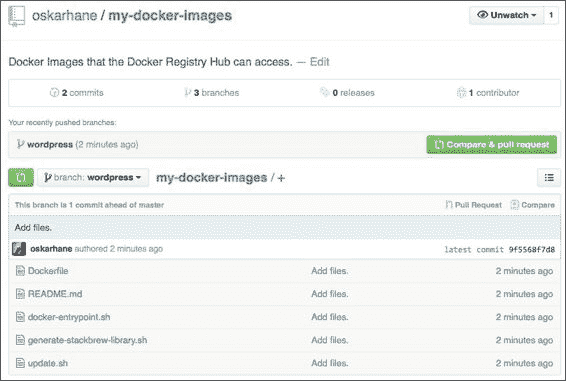 oskarhane / my-docker-images
Unwatch 1
Docker Images that the Docker Registry Hub can access. — Edit
2 commits 3 branches 0 releases 1 contributor
Your recently pushed branches:
wordpress (2 minutes ago) Compare & pull request
branch: wordpress my-docker-images / +
This branch is 1 commit ahead of master Pull Request Compare
Add files.
oskarhane authored 2 minutes ago latest commit 9f5568f7d8
Dockerfile Add files. 2 minutes ago
README.md Add files. 2 minutes ago
docker-entrypoint.sh Add files. 2 minutes ago
generate-stackbrew-library.sh Add files. 2 minutes ago
update.sh Add files. 2 minutes ago